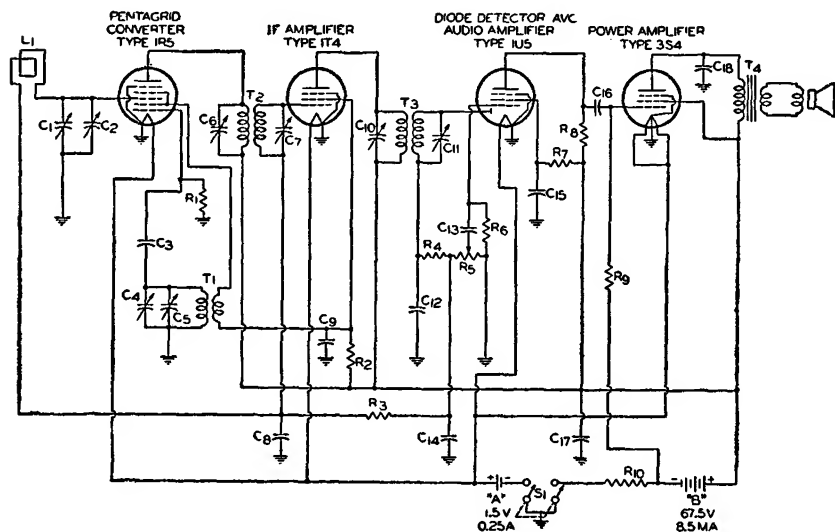 PENTAGRID
CONVERTER
TYPE 1R5
IF AMPLIFIER
TYPE 1T4
DIODE DETECTOR AVC
AUDIO AMPLIFIER
TYPE 1U5
POWER AMPLIFIER
TYPE 3S4
L1
C1
C2
C6
T2
C7
C10
T3
C11
C16
C18
T4
R8
R7
C15
R1
C3
C13
R6
R4
R5
R9
T1
C4
C5
C9
R2
C12
R3
C8
C14
C17
R10
S1
+ -
"A"
1.5V
0.25A
- +
"B"
67.5V
8.5MA